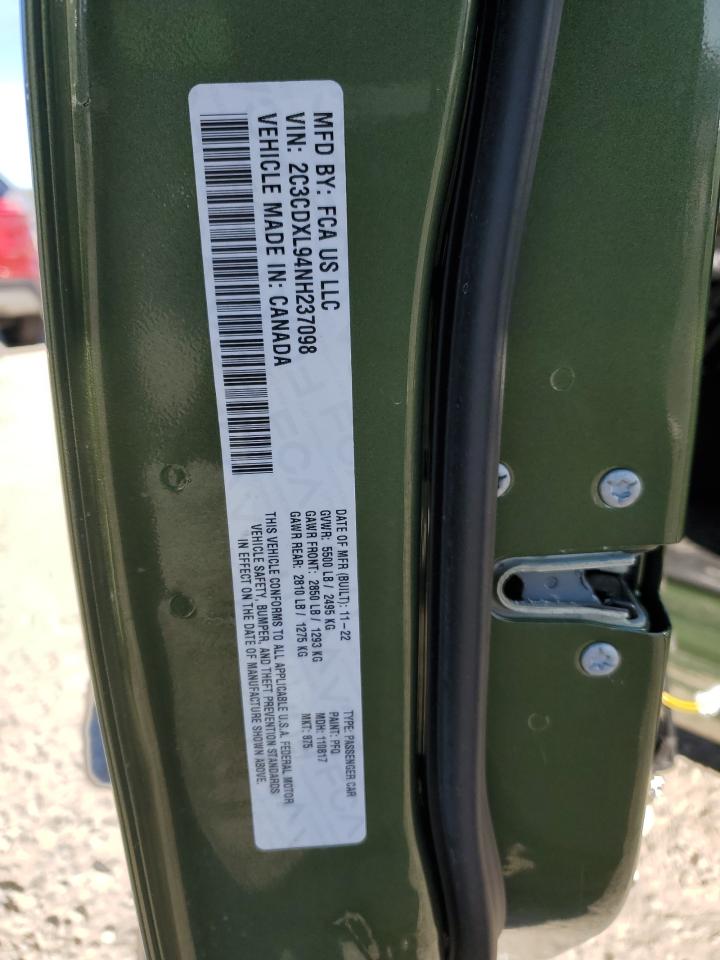 MFD BY: FCA US LLC
VIN: 2C3CDXL94NH237098
VEHICLE MADE IN: CANADA
DATE OF MFR (BUILT): 11-22
GVWR: 5500 LB / 2495 KG
GAWR FRONT: 2850 LB / 1293 KG
GAWR REAR: 2810 LB / 1275 KG
THIS VEHICLE CONFORMS TO ALL APPLICABLE U.S.A. FEDERAL MOTOR
VEHICLE SAFETY, BUMPER, AND THEFT PREVENTION STANDARDS
IN EFFECT ON THE DATE OF MANUFACTURE SHOWN ABOVE.
TYPE: PASSENGER CAR
PAINT: PFQ
MDH: 110817
MKT: 875